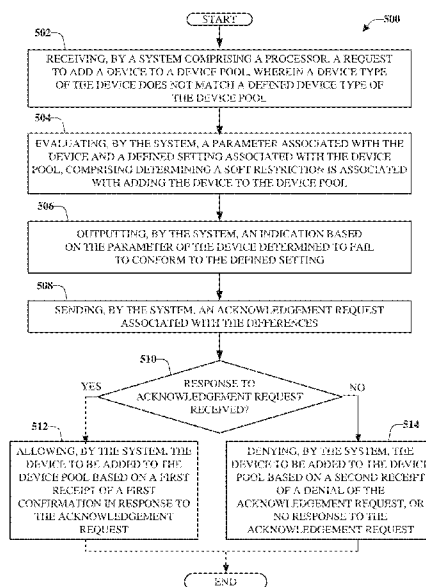 START
500
502
RECEIVING, BY A SYSTEM COMPRISING A PROCESSOR, A REQUEST
TO ADD A DEVICE TO A DEVICE POOL, WHEREIN A DEVICE TYPE
OF THE DEVICE DOES NOT MATCH A DEFINED DEVICE TYPE OF
THE DEVICE POOL
504
EVALUATING, BY THE SYSTEM, A PARAMETER ASSOCIATED WITH THE
DEVICE AND A DEFINED SETTING ASSOCIATED WITH THE DEVICE
POOL, COMPRISING DETERMINING A SOFT RESTRICTION IS ASSOCIATED
WITH ADDING THE DEVICE TO THE DEVICE POOL
506
OUTPUTTING, BY THE SYSTEM, AN INDICATION BASED
ON THE PARAMETER OF THE DEVICE DETERMINED TO FAIL
TO CONFORM TO THE DEFINED SETTING
508
SENDING, BY THE SYSTEM, AN ACKNOWLEDGEMENT REQUEST
ASSOCIATED WITH THE DIFFERENCES
510
YES
RESPONSE TO
ACKNOWLEDGEMENT REQUEST
RECEIVED?
NO
512
ALLOWING, BY THE SYSTEM, THE
DEVICE TO BE ADDED TO THE
DEVICE POOL BASED ON A FIRST
RECEIPT OF A FIRST
CONFIRMATION IN RESPONSE TO
THE ACKNOWLEDGEMENT
REQUEST
514
DENYING, BY THE SYSTEM, THE
DEVICE TO BE ADDED TO THE DEVICE
POOL BASED ON A SECOND RECEIPT
OF A DENIAL OF THE
ACKNOWLEDGEMENT REQUEST, OR
NO RESPONSE TO THE
ACKNOWLEDGEMENT REQUEST
END